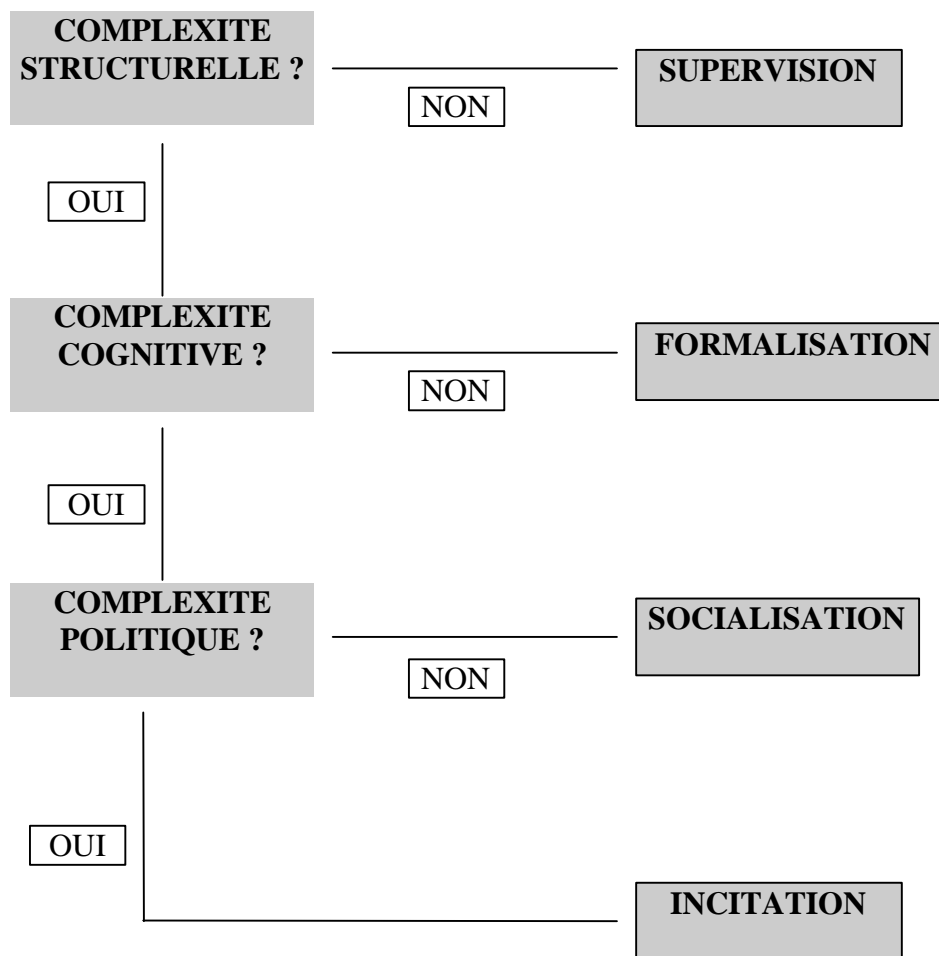 COMPLEXITE
STRUCTURELLE ?
SUPERVISION
NON
OUI
COMPLEXITE
COGNITIVE ?
FORMALISATION
NON
OUI
COMPLEXITE
POLITIQUE ?
SOCIALISATION
NON
OUI
INCITATION